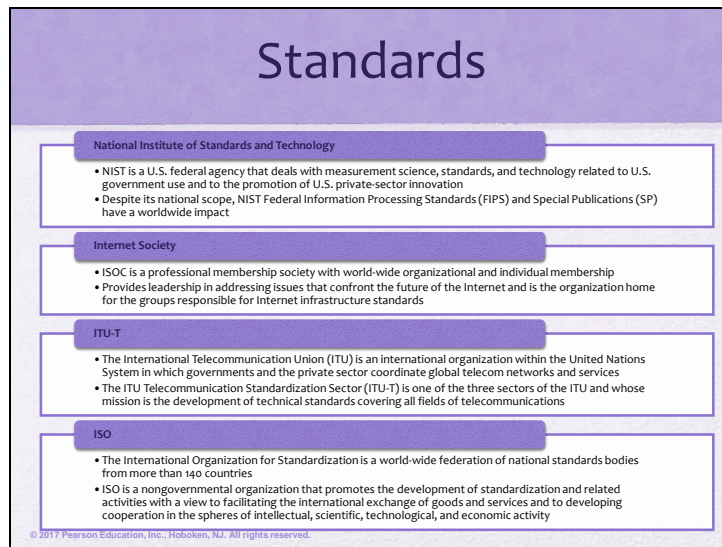 Standards
National Institute of Standards and Technology
• NIST is a U.S. federal agency that deals with measurement science, standards, and technology related to U.S.
government use and to the promotion of U.S. private-sector innovation
• Despite its national scope, NIST Federal Information Processing Standards (FIPS) and Special Publications (SP)
have a worldwide impact
Internet Society
• ISOC is a professional membership society with world-wide organizational and individual membership
• Provides leadership in addressing issues that confront the future of the Internet and is the organization home
for the groups responsible for Internet infrastructure standards
ITU-T
• The International Telecommunication Union (ITU) is an international organization within the United Nations
System in which governments and the private sector coordinate global telecom networks and services
• The ITU Telecommunication Standardization Sector (ITU-T) is one of the three sectors of the ITU and whose
mission is the development of technical standards covering all fields of telecommunications
ISO
• The International Organization for Standardization is a world-wide federation of national standards bodies
from more than 140 countries
• ISO is a nongovernmental organization that promotes the development of standardization and related
activities with a view to facilitating the international exchange of goods and services and to developing
cooperation in the spheres of intellectual, scientific, technological, and economic activity
© 2017 Pearson Education, Inc., Hoboken, NJ. All rights reserved.